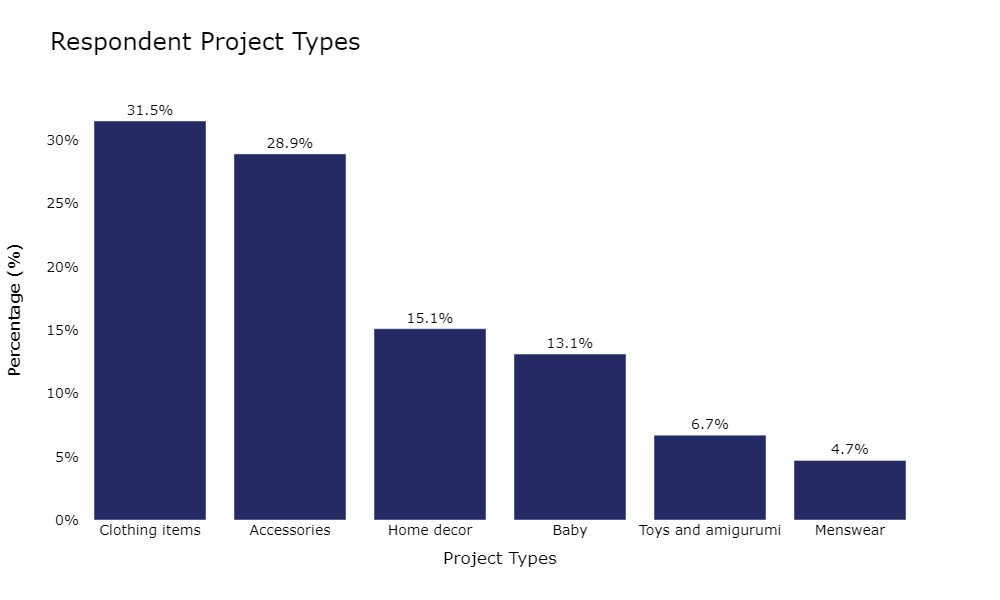 Respondent Project Types
31.5%
28.9%
15.1%
13.1%
6.7%
4.7%
30%
25%
20%
15%
10%
5%
0%
Percentage (%)
Clothing items
Accessories
Home decor
Baby
Toys and amigurumi
Menswear
Project Types